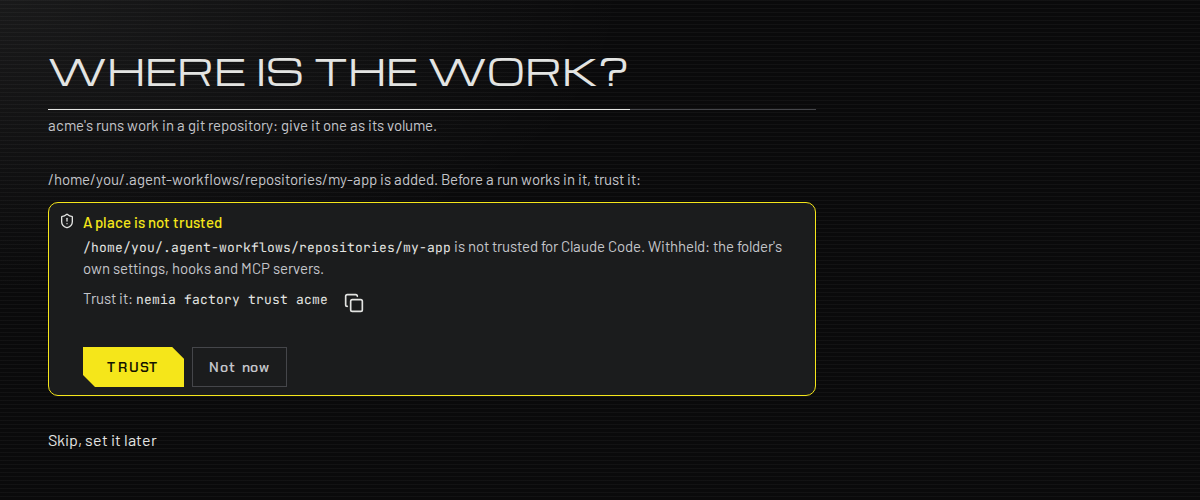 WHERE IS THE WORK?
acme's runs work in a git repository: give it one as its volume.
/home/you/.agent-workflows/repositories/my-app is added. Before a run works in it, trust it:
A place is not trusted
/home/you/.agent-workflows/repositories/my-app is not trusted for Claude Code. Withheld: the folder's
own settings, hooks and MCP servers.
Trust it: nemia factory trust acme
TRUST
Not now
Skip, set it later